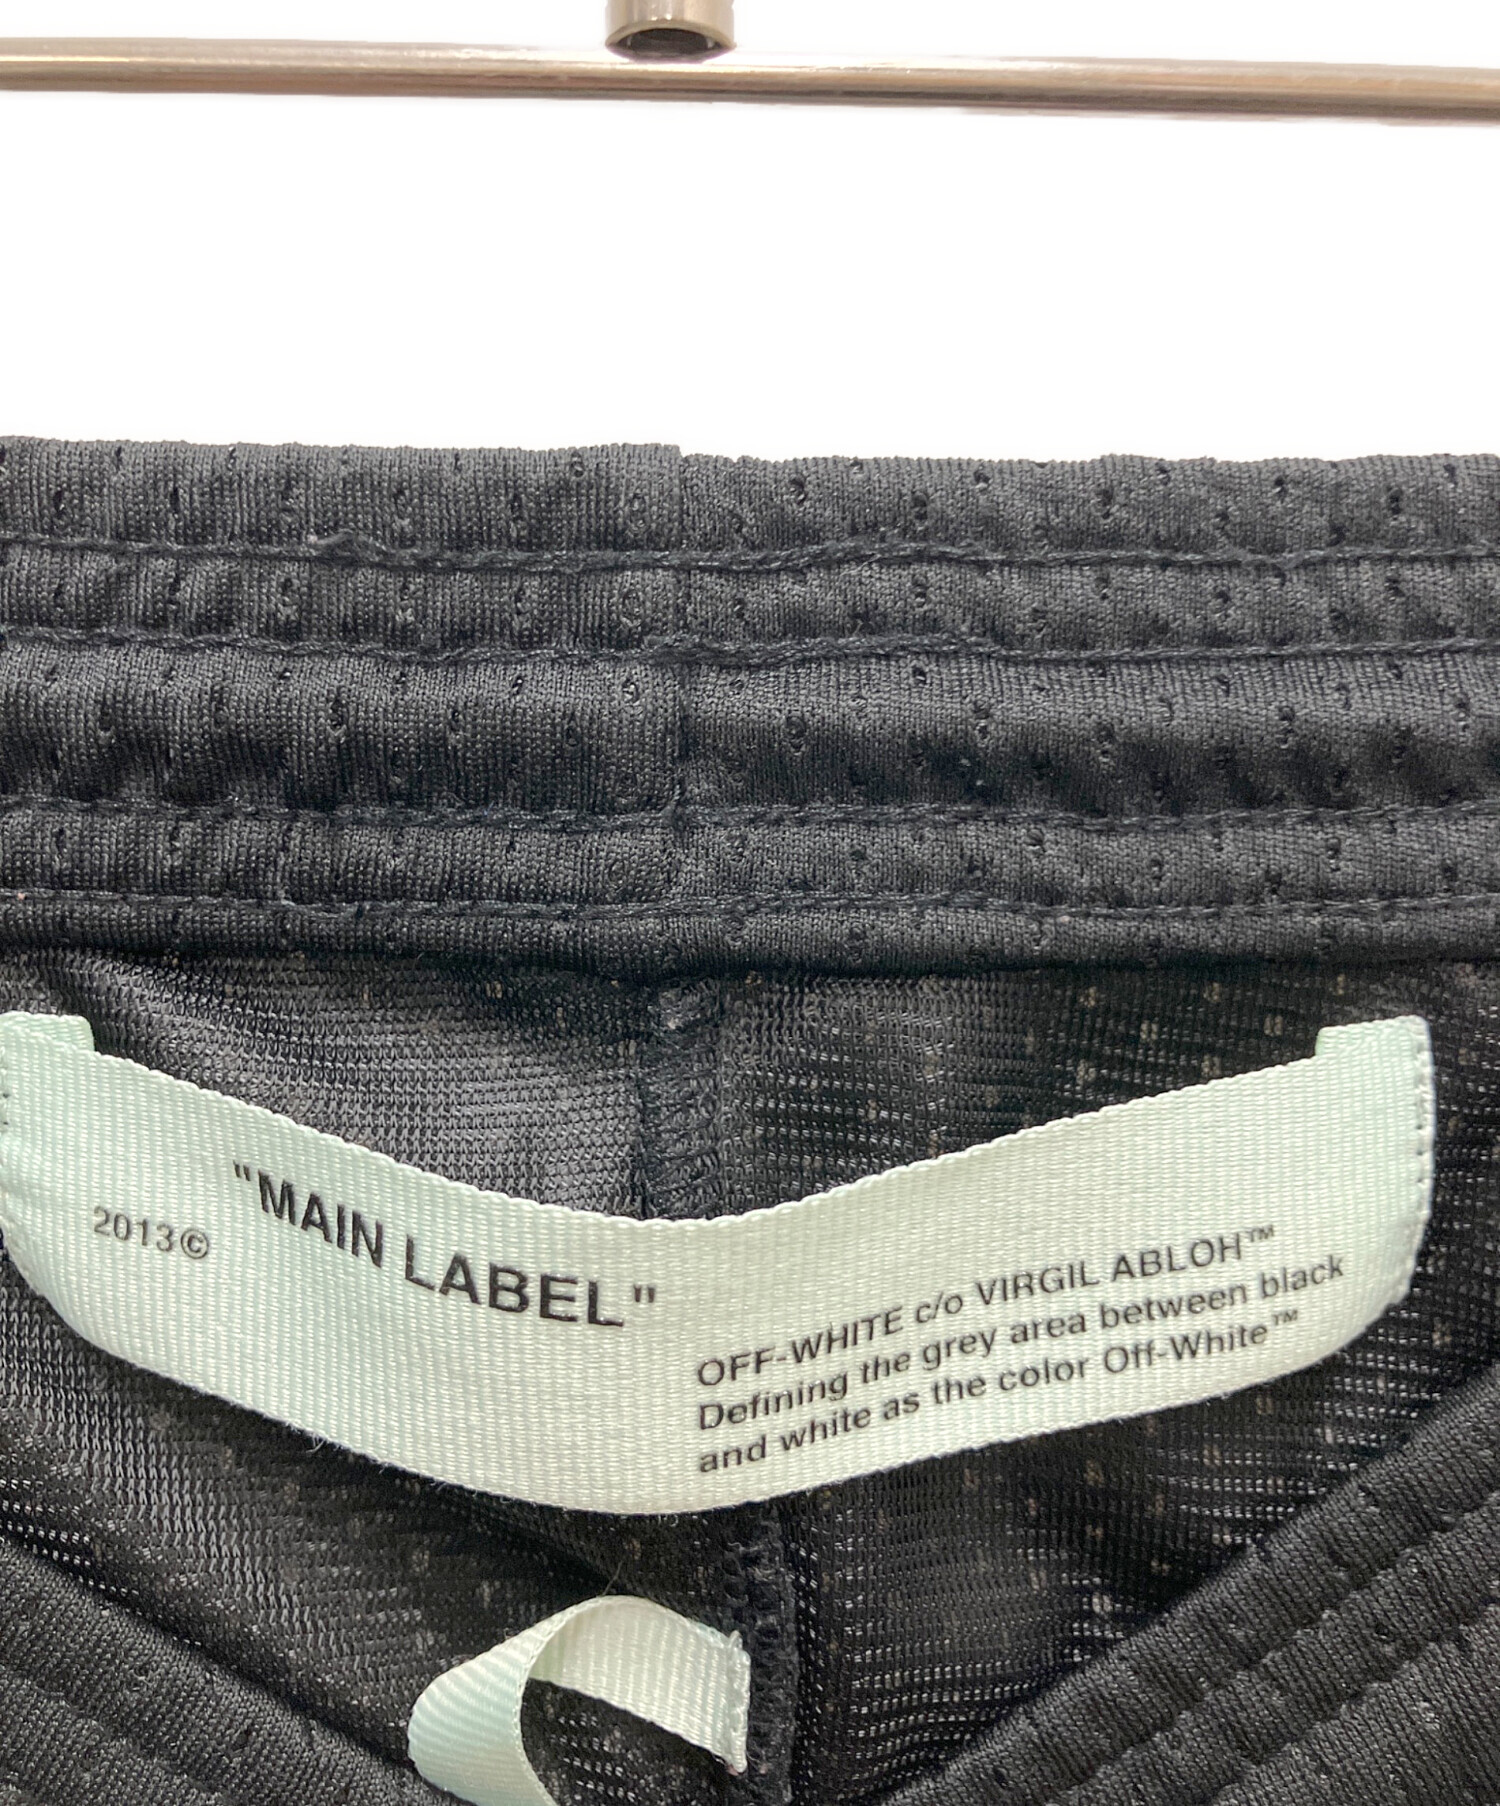 "MAIN LABEL"
2013©
OFF-WHITE c/o VIRGIL ABLOH™
Defining the grey area between black
and white as the color Off-White™